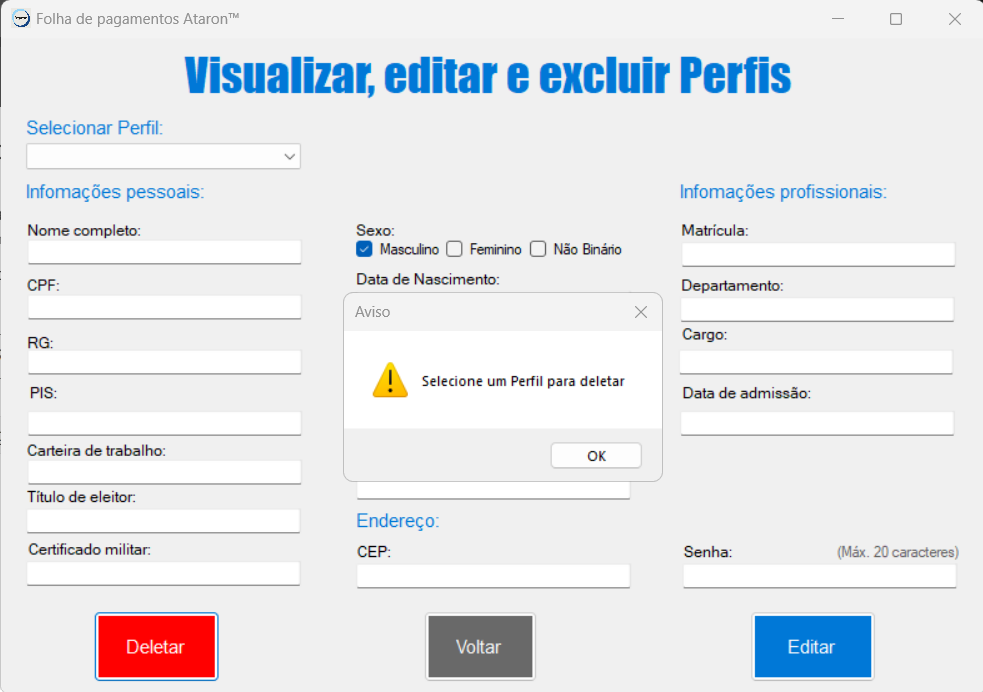 Folha de pagamentos Ataron™
Visualizar, editar e excluir Perfis
Selecionar Perfil:
Infomações pessoais:
Nome completo:
CPF:
RG:
PIS:
Carteira de trabalho:
Título de eleitor:
Certificado militar:
Sexo:
Masculino Feminino Não Binário
Data de Nascimento:
Aviso
Selecione um Perfil para deletar
OK
Endereço:
CEP:
Infomações profissionais:
Matrícula:
Departamento:
Cargo:
Data de admissão:
Senha: (Máx. 20 caracteres)
Deletar
Voltar
Editar